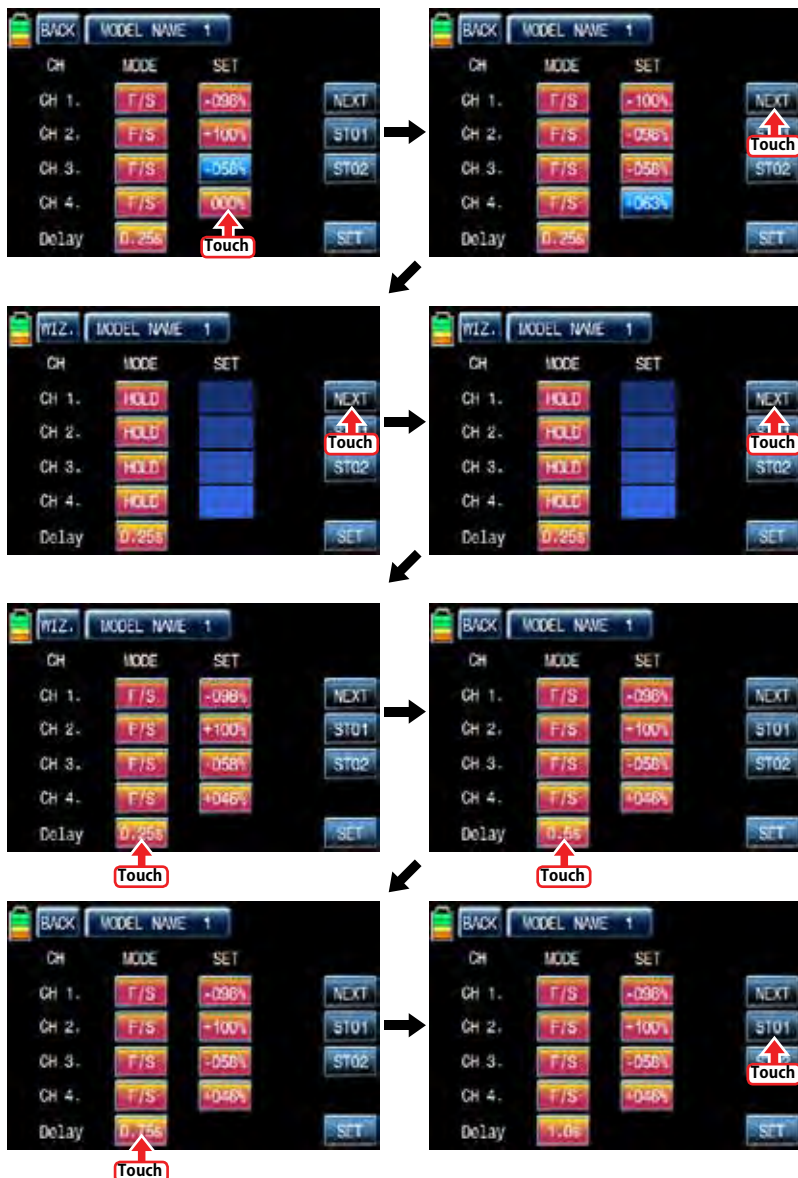 BACK MODEL NAME 1
CH MODE SET
CH 1. F/S -098% NEXT
CH 2. F/S +100% ST01
CH 3. F/S -058% ST02
CH 4. F/S 000%
Delay 0.25s SET
Touch
BACK MODEL NAME 1
CH MODE SET
CH 1. F/S -100% NEXT
CH 2. F/S -098%
Touch
CH 3. F/S -058% ST02
CH 4. F/S +063%
Delay 0.25s SET
WIZ. MODEL NAME 1
CH MODE SET
CH 1. HOLD NEXT
CH 2. HOLD
Touch
CH 3. HOLD ST02
CH 4. HOLD
Delay 0.25s SET
WIZ. MODEL NAME 1
CH MODE SET
CH 1. HOLD NEXT
CH 2. HOLD
Touch
CH 3. HOLD ST02
CH 4. HOLD
Delay 0.25s SET
WIZ. MODEL NAME 1
CH MODE SET
CH 1. F/S -098% NEXT
CH 2. F/S +100% ST01
CH 3. F/S -058% ST02
CH 4. F/S +046%
Delay 0.25s SET
Touch
BACK MODEL NAME 1
CH MODE SET
CH 1. F/S -098% NEXT
CH 2. F/S +100% ST01
CH 3. F/S -058% ST02
CH 4. F/S +046%
Delay 0.5s SET
Touch
BACK MODEL NAME 1
CH MODE SET
CH 1. F/S -098% NEXT
CH 2. F/S +100% ST01
CH 3. F/S -058% ST02
CH 4. F/S +046%
Delay 0.75s SET
Touch
BACK MODEL NAME 1
CH MODE SET
CH 1. F/S -098% NEXT
CH 2. F/S +100% ST01
CH 3. F/S -058%
Touch
CH 4. F/S +046%
Delay 1.0s SET